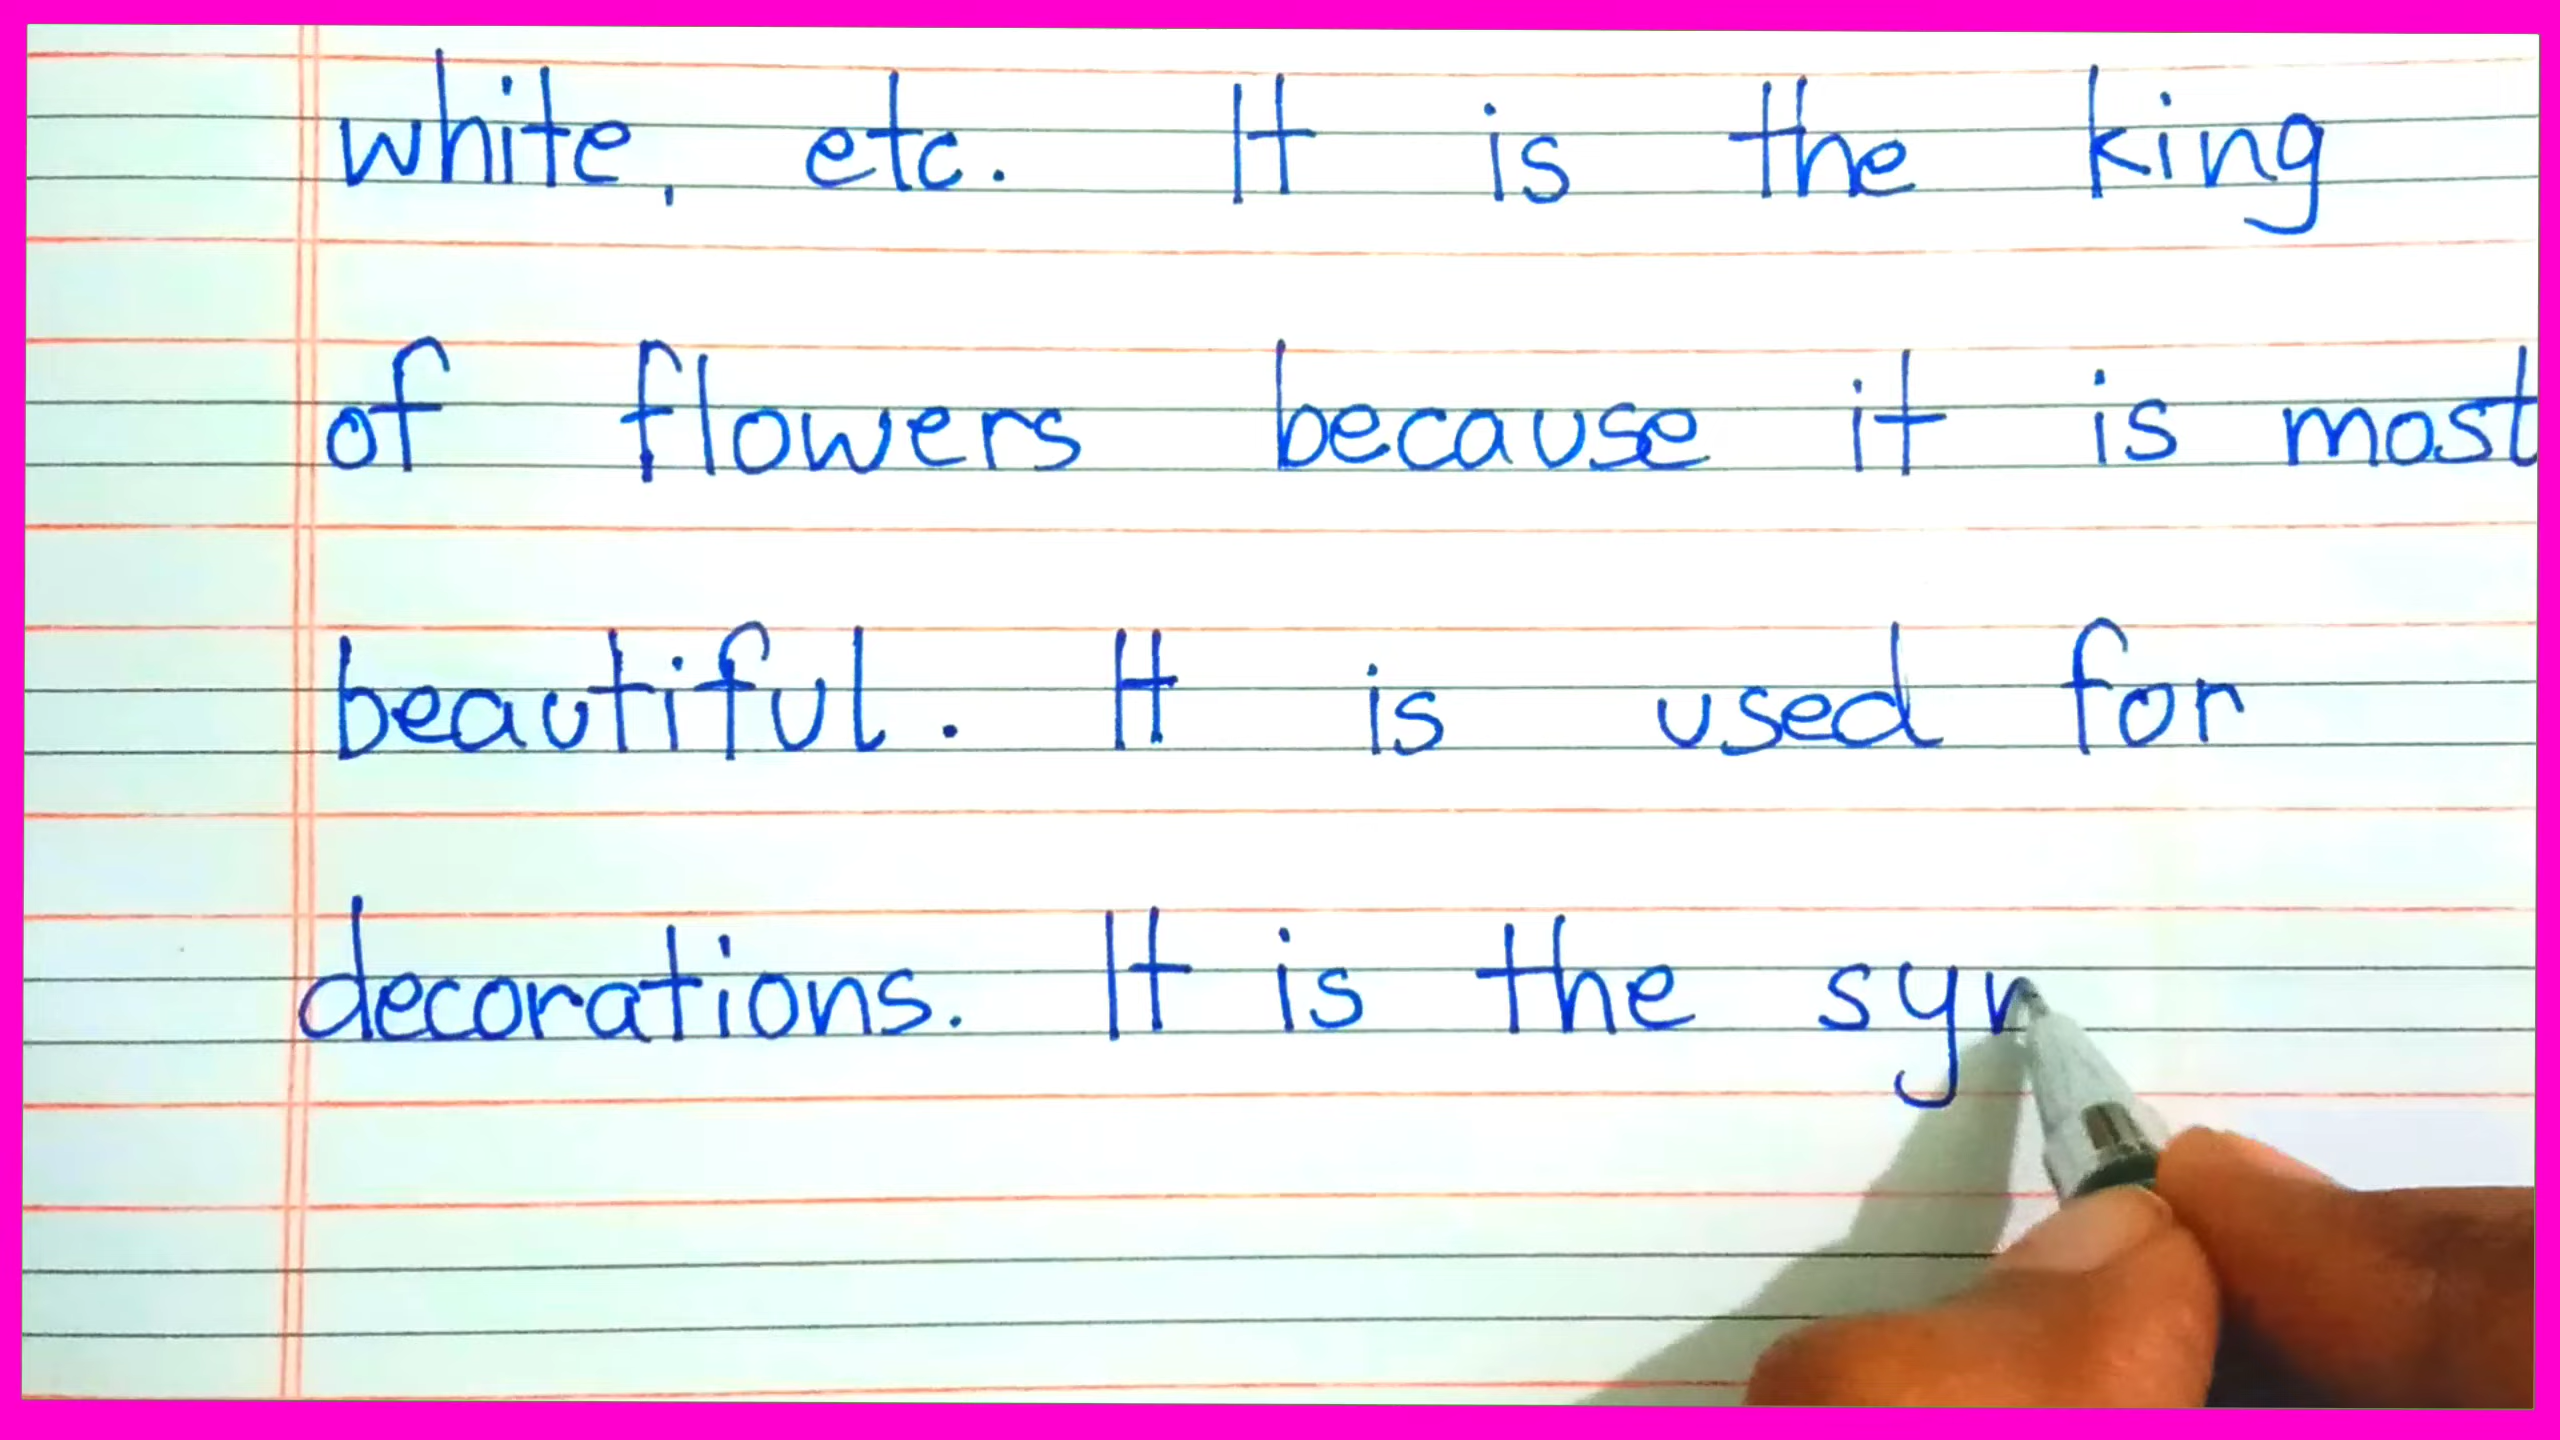 white, etc. It is the king
of flowers because it is most
beautiful. It is used for
decorations. It is the syn